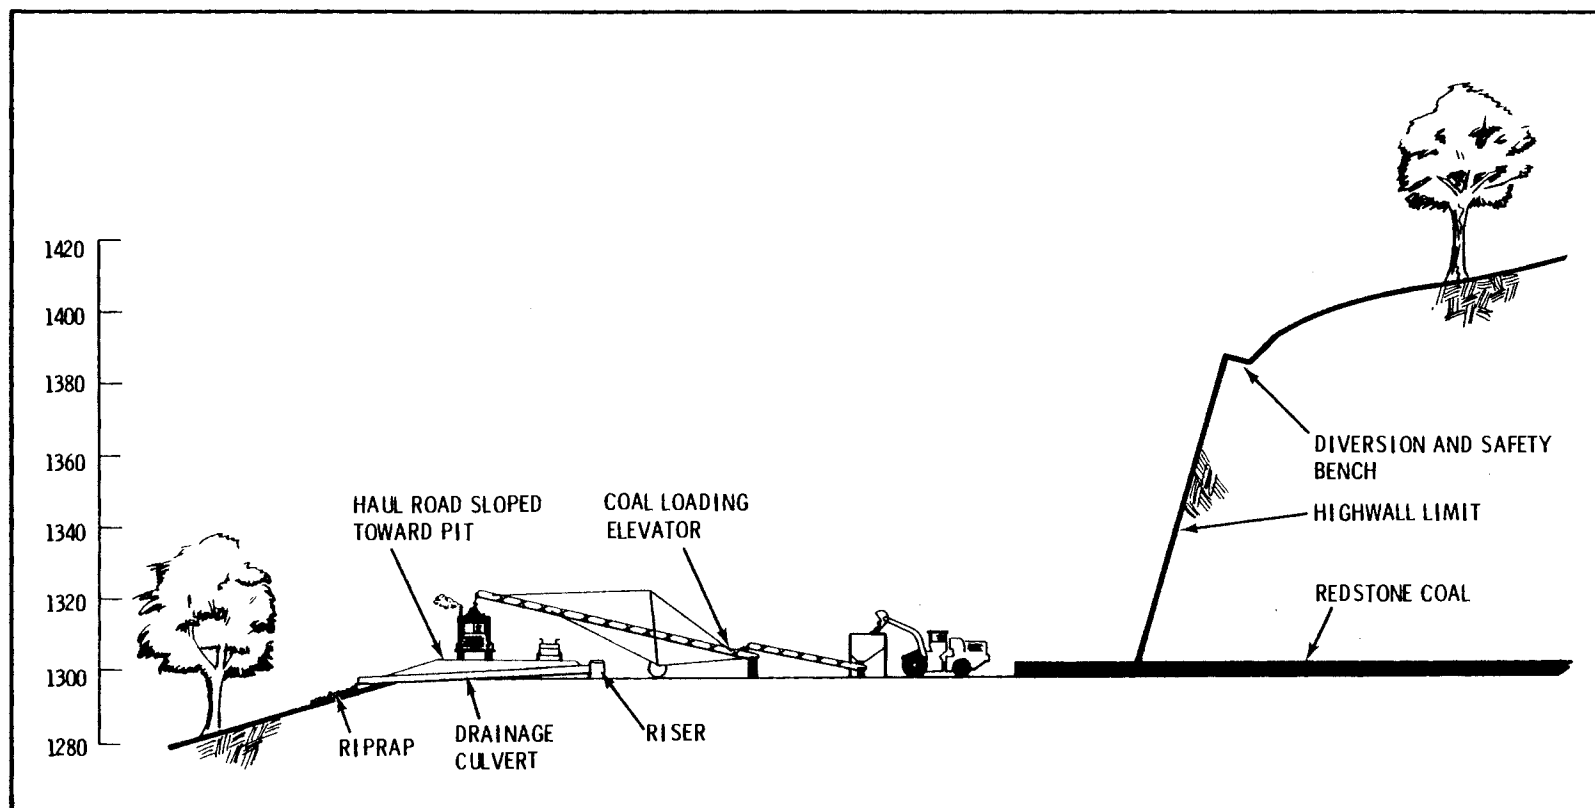 1420
1400
1380
1360
1340
1320
1300
1280
HAUL ROAD SLOPED
TOWARD PIT
COAL LOADING
ELEVATOR
DIVERSION AND SAFETY
BENCH
HIGHWALL LIMIT
REDSTONE COAL
RIPRAP
DRAINAGE
CULVERT
RISER